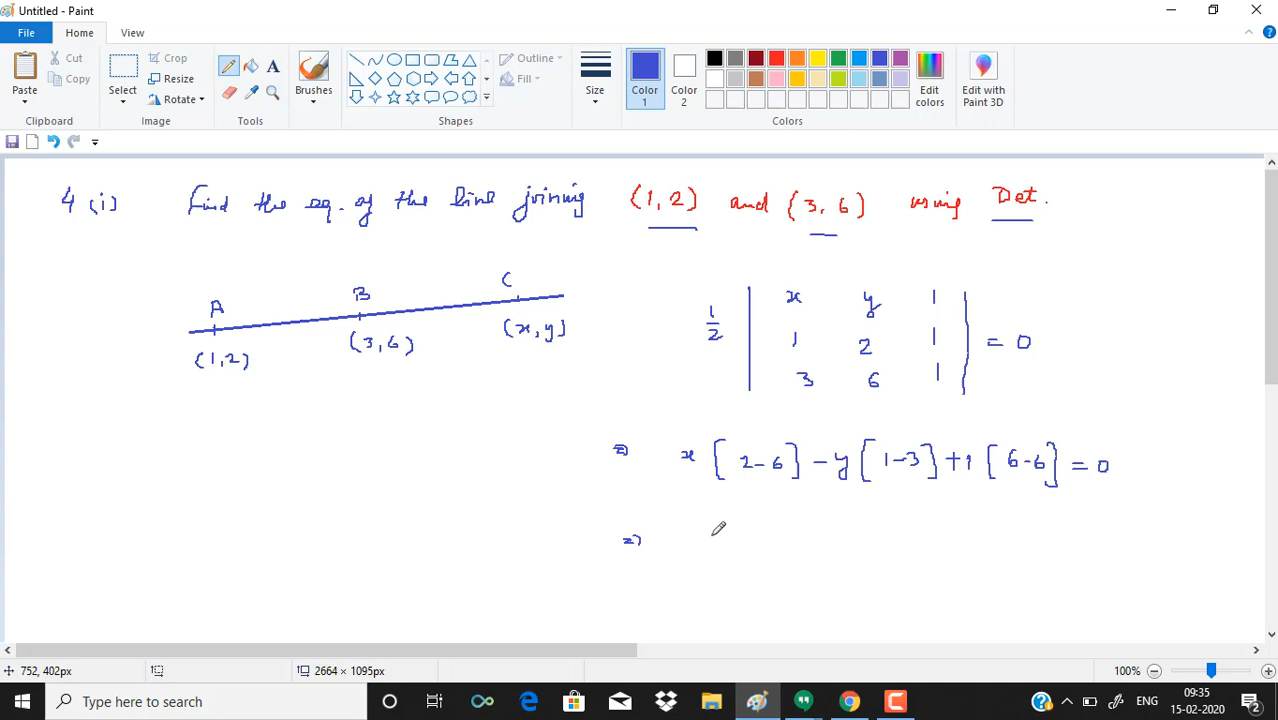 Untitled - Paint
File Home View
Paste Cut Copy Clipboard
Select Crop Resize Rotate Image
Tools
Brushes
Shapes Outline Fill
Size
Color 1
Color 2
Colors
Edit colors
Edit with Paint 3D
4 (i) Find the eq. of the line joining (1, 2) and (3, 6) using Det.
A B C
(1,2) (3,6) (x,y)
1/2 | x y 1 |
| 1 2 1 | = 0
| 3 6 1 |
⇒ x [ 2-6 ] - y [ 1-3 ] + 1 [ 6-6 ] = 0
⇒
752, 402px 2664 × 1095px 100%
Type here to search ENG 09:35
15-02-2020 2